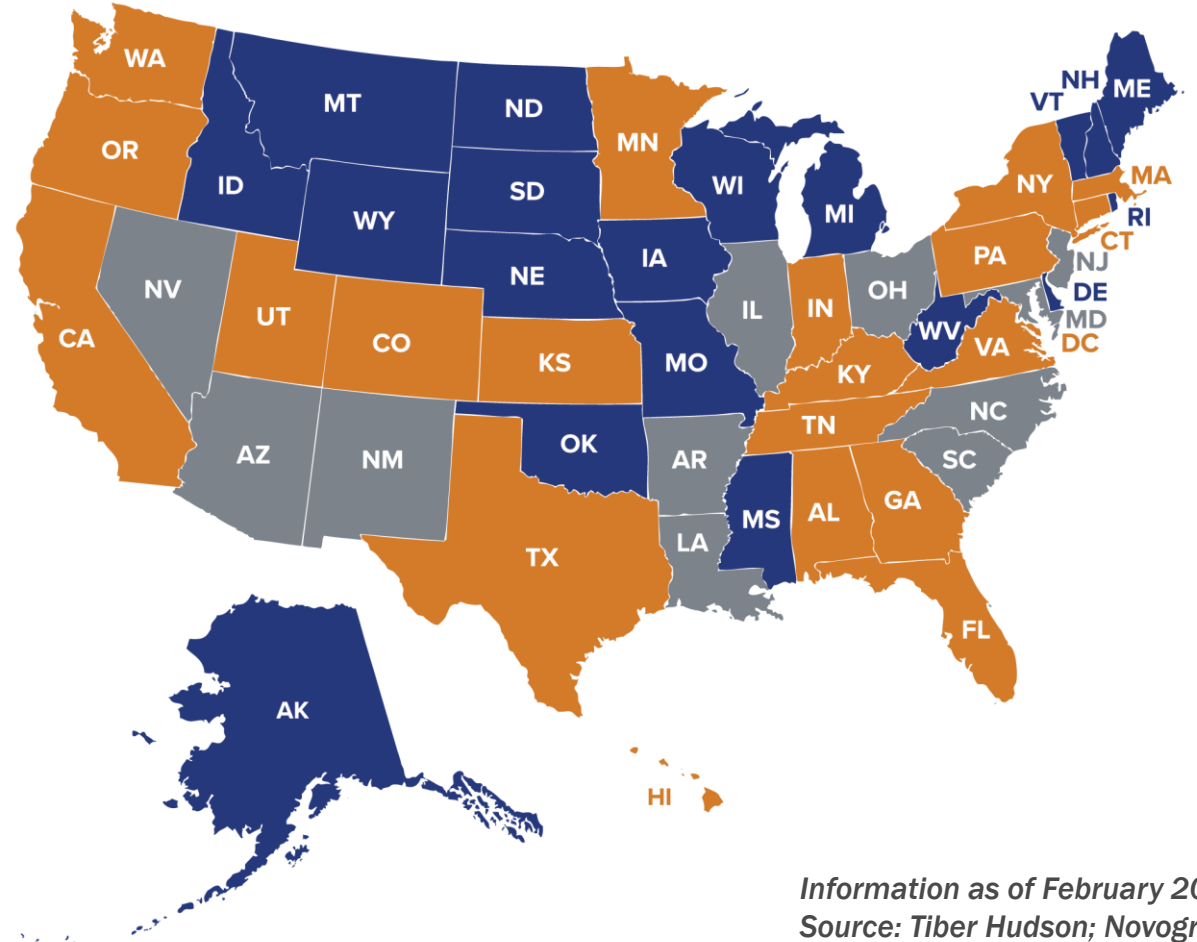 WA
MT
ND
MN
OR
ID
SD
WI
MI
VT
NH
ME
WY
NY
MA
RI
CT
NE
IA
PA
NJ
NV
UT
CO
IL
IN
OH
DE
MD
DC
CA
KS
MO
WV
VA
KY
NC
TN
AZ
NM
OK
AR
SC
MS
AL
GA
TX
LA
FL
AK
HI
Information as of February
Source: Tiber Hudson;